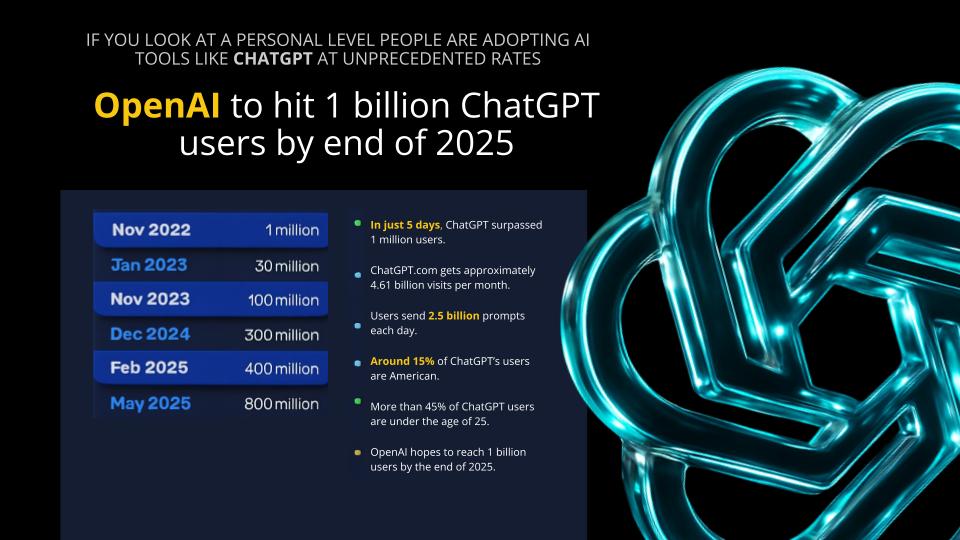 IF YOU LOOK AT A PERSONAL LEVEL PEOPLE ARE ADOPTING AI
TOOLS LIKE CHATGPT AT UNPRECEDENTED RATES
OpenAI to hit 1 billion ChatGPT
users by end of 2025
Nov 2022 1 million
Jan 2023 30 million
Nov 2023 100 million
Dec 2024 300 million
Feb 2025 400 million
May 2025 800 million
In just 5 days, ChatGPT surpassed
1 million users.
ChatGPT.com gets approximately
4.61 billion visits per month.
Users send 2.5 billion prompts
each day.
Around 15% of ChatGPT's users
are American.
More than 45% of ChatGPT users
are under the age of 25.
OpenAI hopes to reach 1 billion
users by the end of 2025.